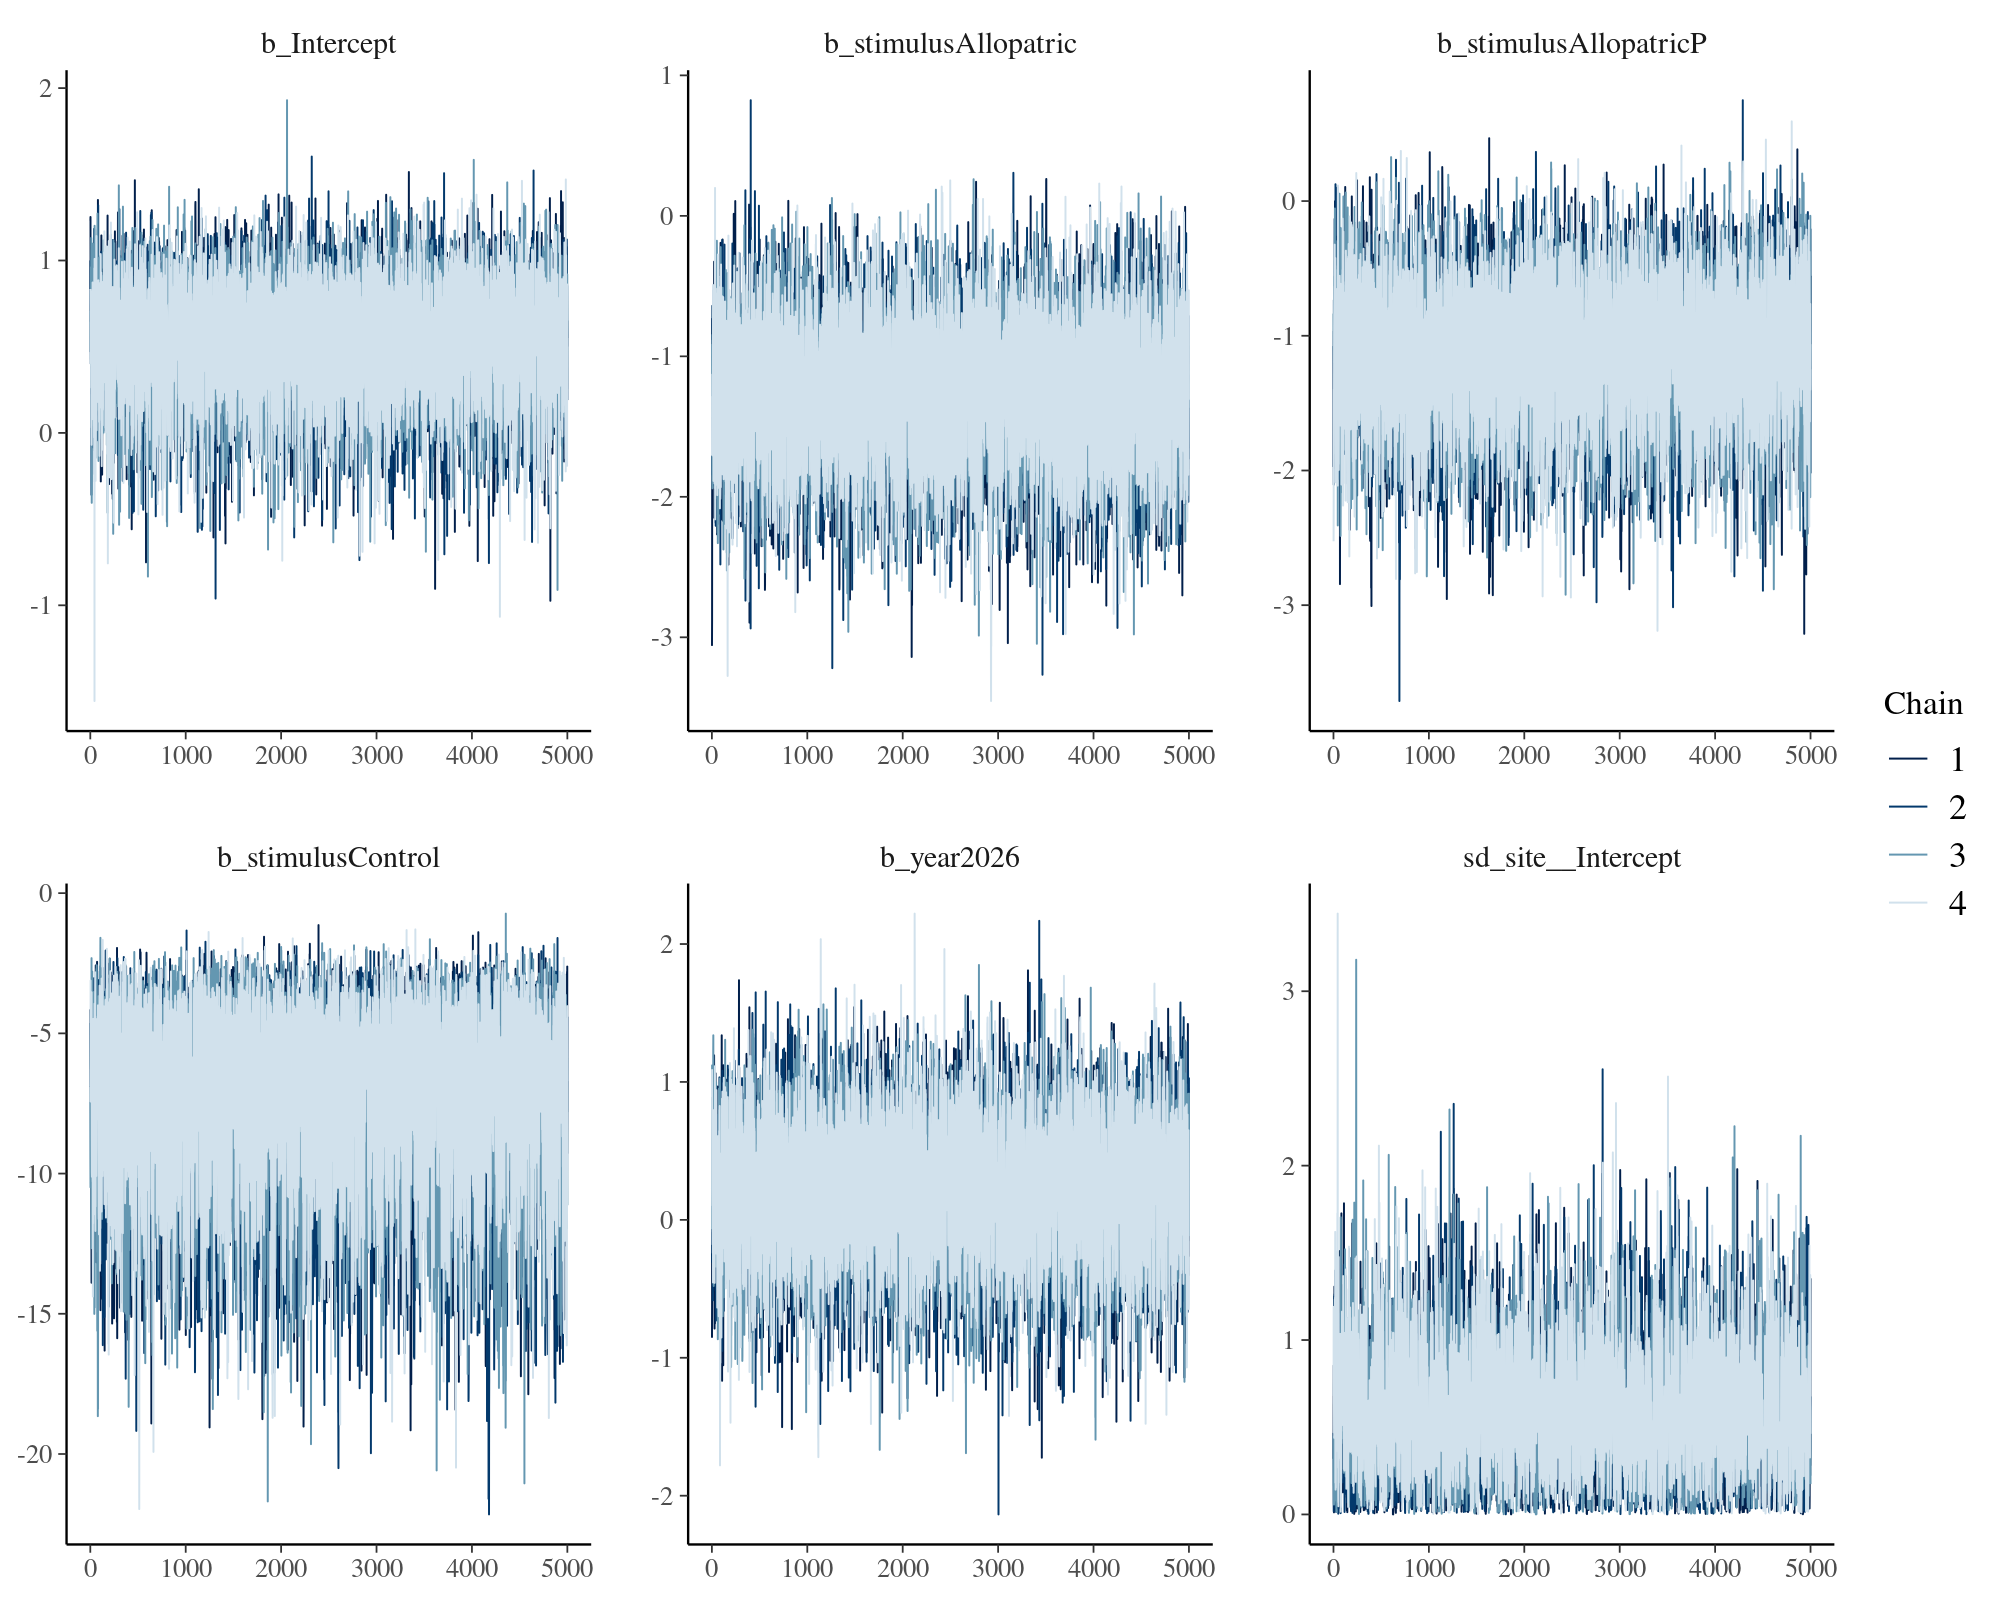 b_Intercept
2
1
0
-1
0 1000 2000 3000 4000 5000
b_stimulusAllopatric
1
0
-1
-2
-3
0 1000 2000 3000 4000 5000
b_stimulusAllopatricP
0
-1
-2
-3
0 1000 2000 3000 4000 5000
b_stimulusControl
0
-5
-10
-15
-20
0 1000 2000 3000 4000 5000
b_year2026
2
1
0
-1
-2
0 1000 2000 3000 4000 5000
sd_site__Intercept
3
2
1
0
0 1000 2000 3000 4000 5000
Chain
1
2
3
4